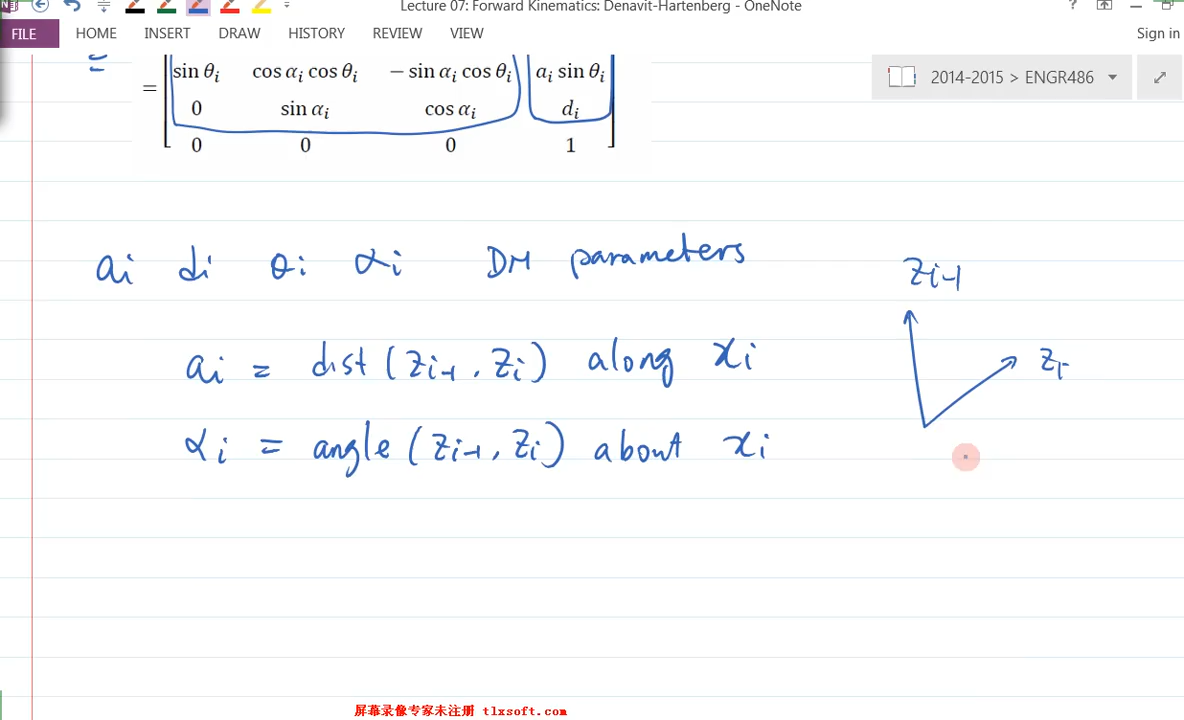 Lecture 07: Forward Kinematics: Denavit-Hartenberg - OneNote
FILE HOME INSERT DRAW HISTORY REVIEW VIEW Sign in
2014-2015 > ENGR486
sin θᵢ cos αᵢ cos θᵢ − sin αᵢ cos θᵢ aᵢ sin θᵢ
=
0 sin αᵢ cos αᵢ dᵢ
0 0 0 1
aᵢ dᵢ θᵢ αᵢ DH parameters
aᵢ = dist (zᵢ₋₁, zᵢ) along xᵢ
αᵢ = angle (zᵢ₋₁, zᵢ) about xᵢ
zᵢ₋₁
zᵢ
屏幕录像专家未注册 tlxsoft.com